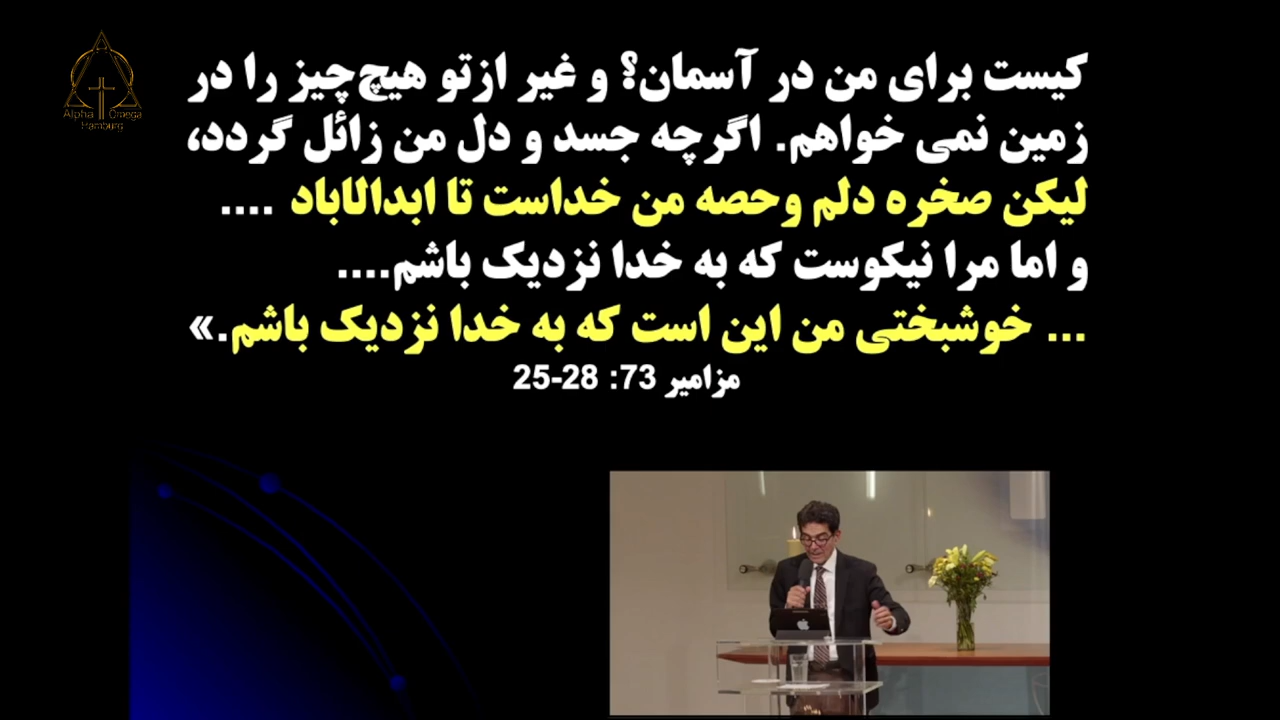 Alpha Omega
Hamburg
کیست برای من در آسمان؟ و غیر ازتو هیچ‌چیز را در
زمین نمی خواهم. اگرچه جسد و دل من زائل گردد،
لیکن صخره دلم وحصه من خداست تا ابدالاباد ....
و اما مرا نیکوست که به خدا نزدیک باشم....
... خوشبختی من این است که به خدا نزدیک باشم.»
مزامیر 73: 28-25